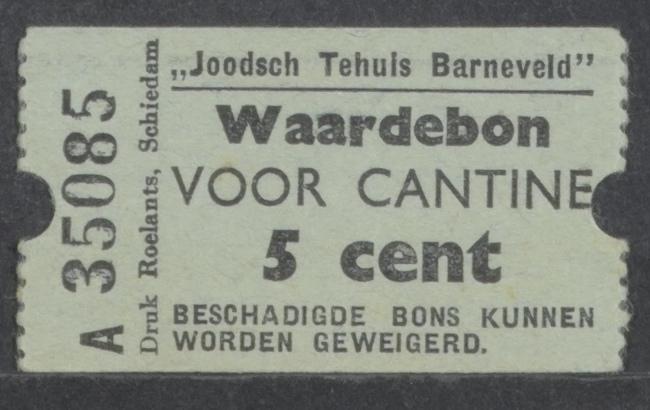 A 35085
Druk Roelants, Schiedam
„Joodsch Tehuis Barneveld”
Waardebon
VOOR CANTINE
5 cent
BESCHADIGDE BONS KUNNEN
WORDEN GEWEIGERD.